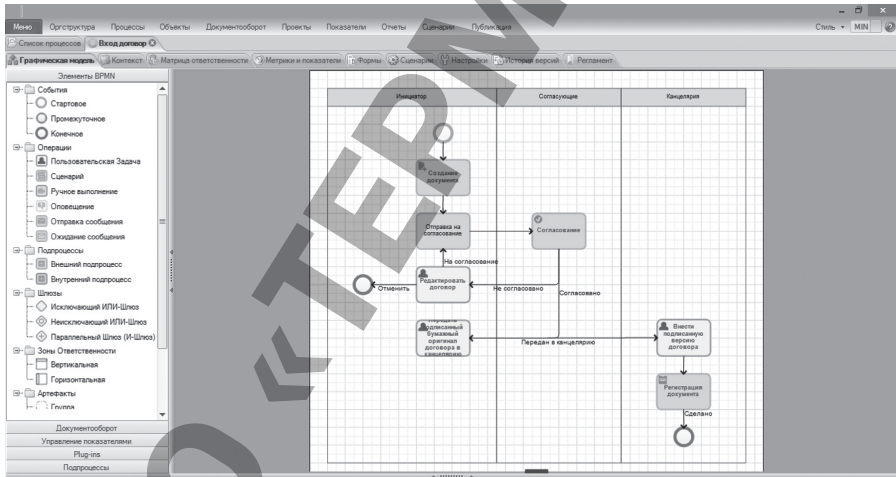 Меню Оргструктура Процессы Объекты Документооборот Проекты Показатели Отчеты Сценарии Публикация Стиль MIN
Список процессов Вход.договор
Графическая модель Контекст Матрица ответственности Метрики и показатели Формы Сценарии Настройки История версий Регламент
Элементы BPMN
События
Стартовое
Промежуточное
Конечное
Операции
Пользовательская Задача
Сценарий
Ручное выполнение
Оповещение
Отправка сообщения
Ожидание сообщения
Подпроцессы
Внешний подпроцесс
Внутренний подпроцесс
Шлюзы
Исключающий ИЛИ-Шлюз
Неисключающий ИЛИ-Шлюз
Параллельный Шлюз (И-Шлюз)
Зоны Ответственности
Вертикальная
Горизонтальная
Артефакты
Группа
Документооборот
Управление показателями
Plug-ins
Подпроцессы
Инициатор Согласующие Канцелярия
Создание
документа
Отправка на
согласование
Согласование
На согласование
Редактировать
договор
Отменить
Не согласовано
Согласовано
Передать
подписанный
бумажный
оригинал
договора в
канцелярию
Передан в канцелярию
Внести
подписанную
версию
договора
Регистрация
документа
Сделано
О «ТЕРМ